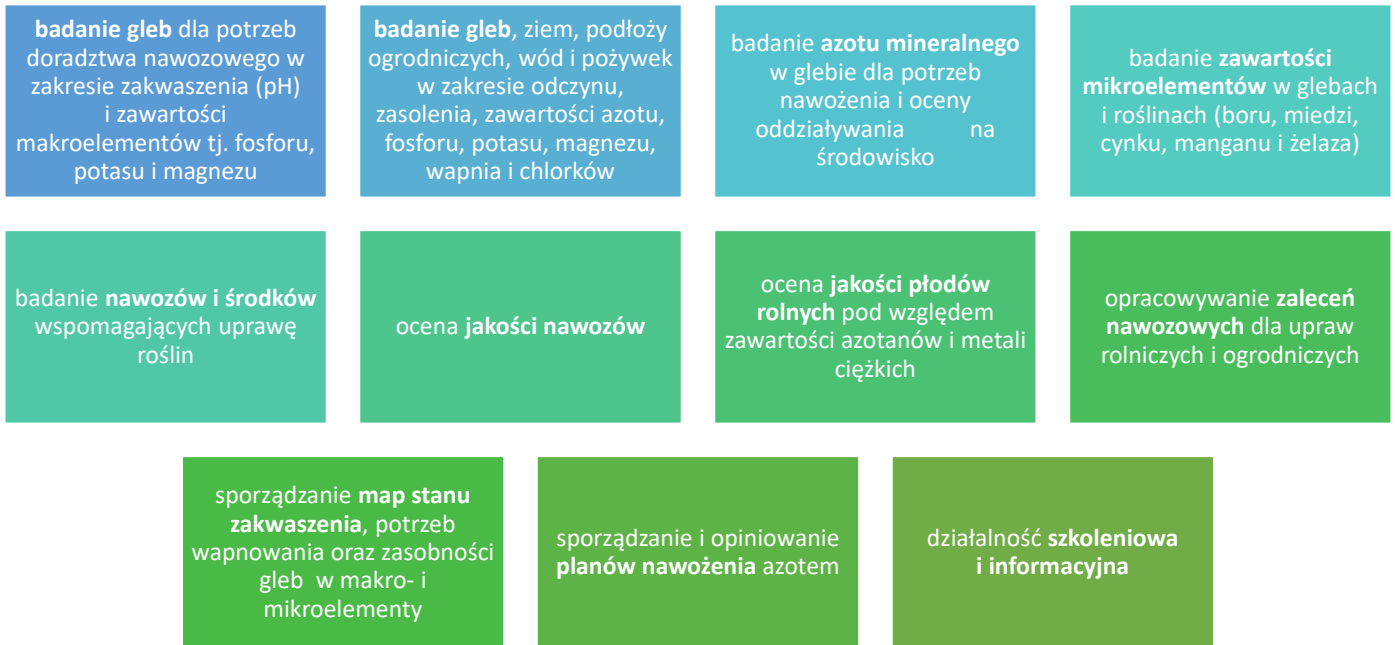 badanie gleb dla potrzeb
doradztwa nawozowego w
zakresie zakwaszenia (pH)
i zawartości
makroelementów tj. fosforu,
potasu i magnezu
badanie gleb, ziem, podłoży
ogrodniczych, wód i pożywek
w zakresie odczynu,
zasolenia, zawartości azotu,
fosforu, potasu, magnezu,
wapnia i chlorków
badanie azotu mineralnego
w glebie dla potrzeb
nawożenia i oceny
oddziaływania na
środowisko
badanie zawartości
mikroelementów w glebach
i roślinach (boru, miedzi,
cynku, manganu i żelaza)
badanie nawozów i środków
wspomagających uprawę
roślin
ocena jakości nawozów
ocena jakości płodów
rolnych pod względem
zawartości azotanów i metali
ciężkich
opracowywanie zaleceń
nawozowych dla upraw
rolniczych i ogrodniczych
sporządzanie map stanu
zakwaszenia, potrzeb
wapnowania oraz zasobności
gleb w makro- i
mikroelementy
sporządzanie i opiniowanie
planów nawożenia azotem
działalność szkoleniowa
i informacyjna